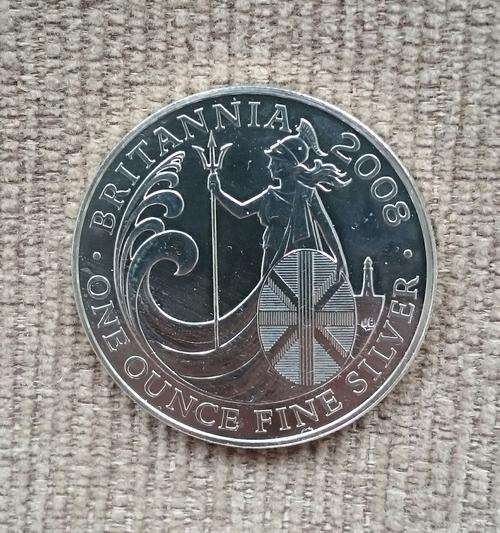 BRITANNIA 2008
ONE OUNCE FINE SILVER